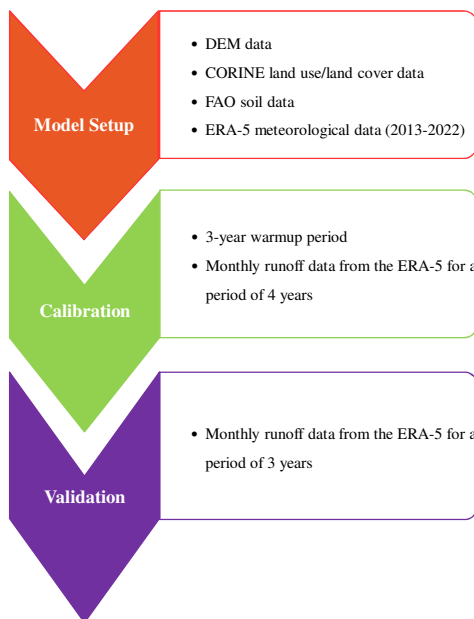 Model Setup
• DEM data
• CORINE land use/land cover data
• FAO soil data
• ERA-5 meteorological data (2013-2022)
Calibration
• 3-year warmup period
• Monthly runoff data from the ERA-5 for a
period of 4 years
Validation
• Monthly runoff data from the ERA-5 for a
period of 3 years